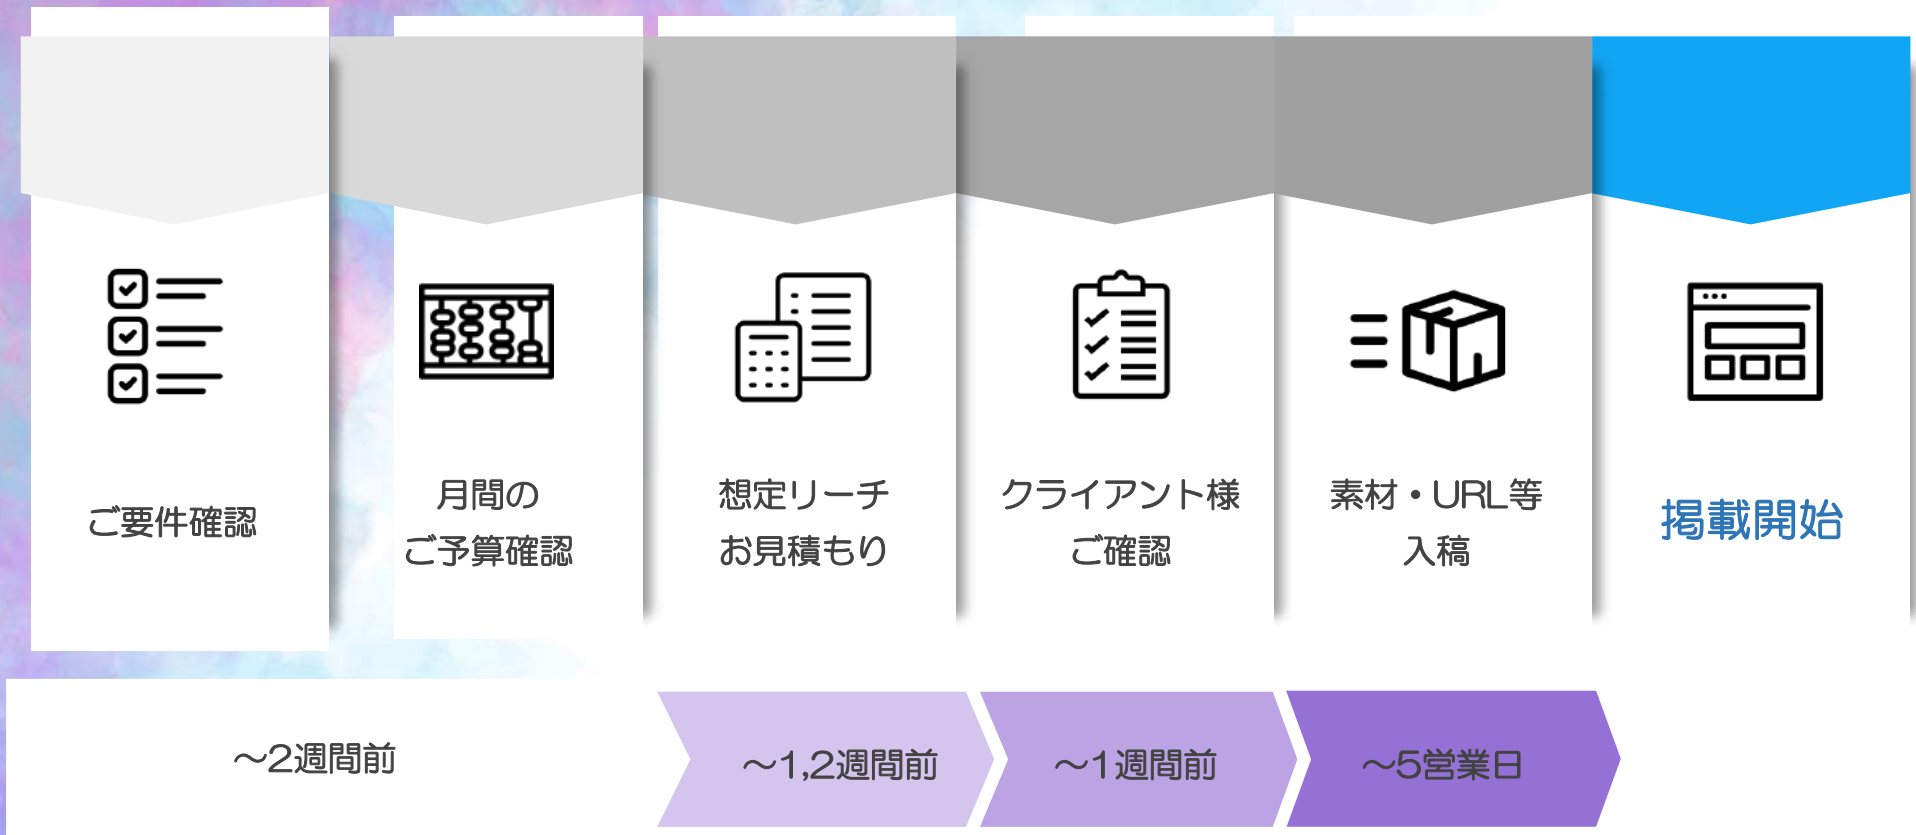 ご要件確認
月間の
ご予算確認
想定リーチ
お見積もり
クライアント様
ご確認
素材・URL等
入稿
掲載開始
～2週間前
～1,2週間前
～1週間前
～5営業日